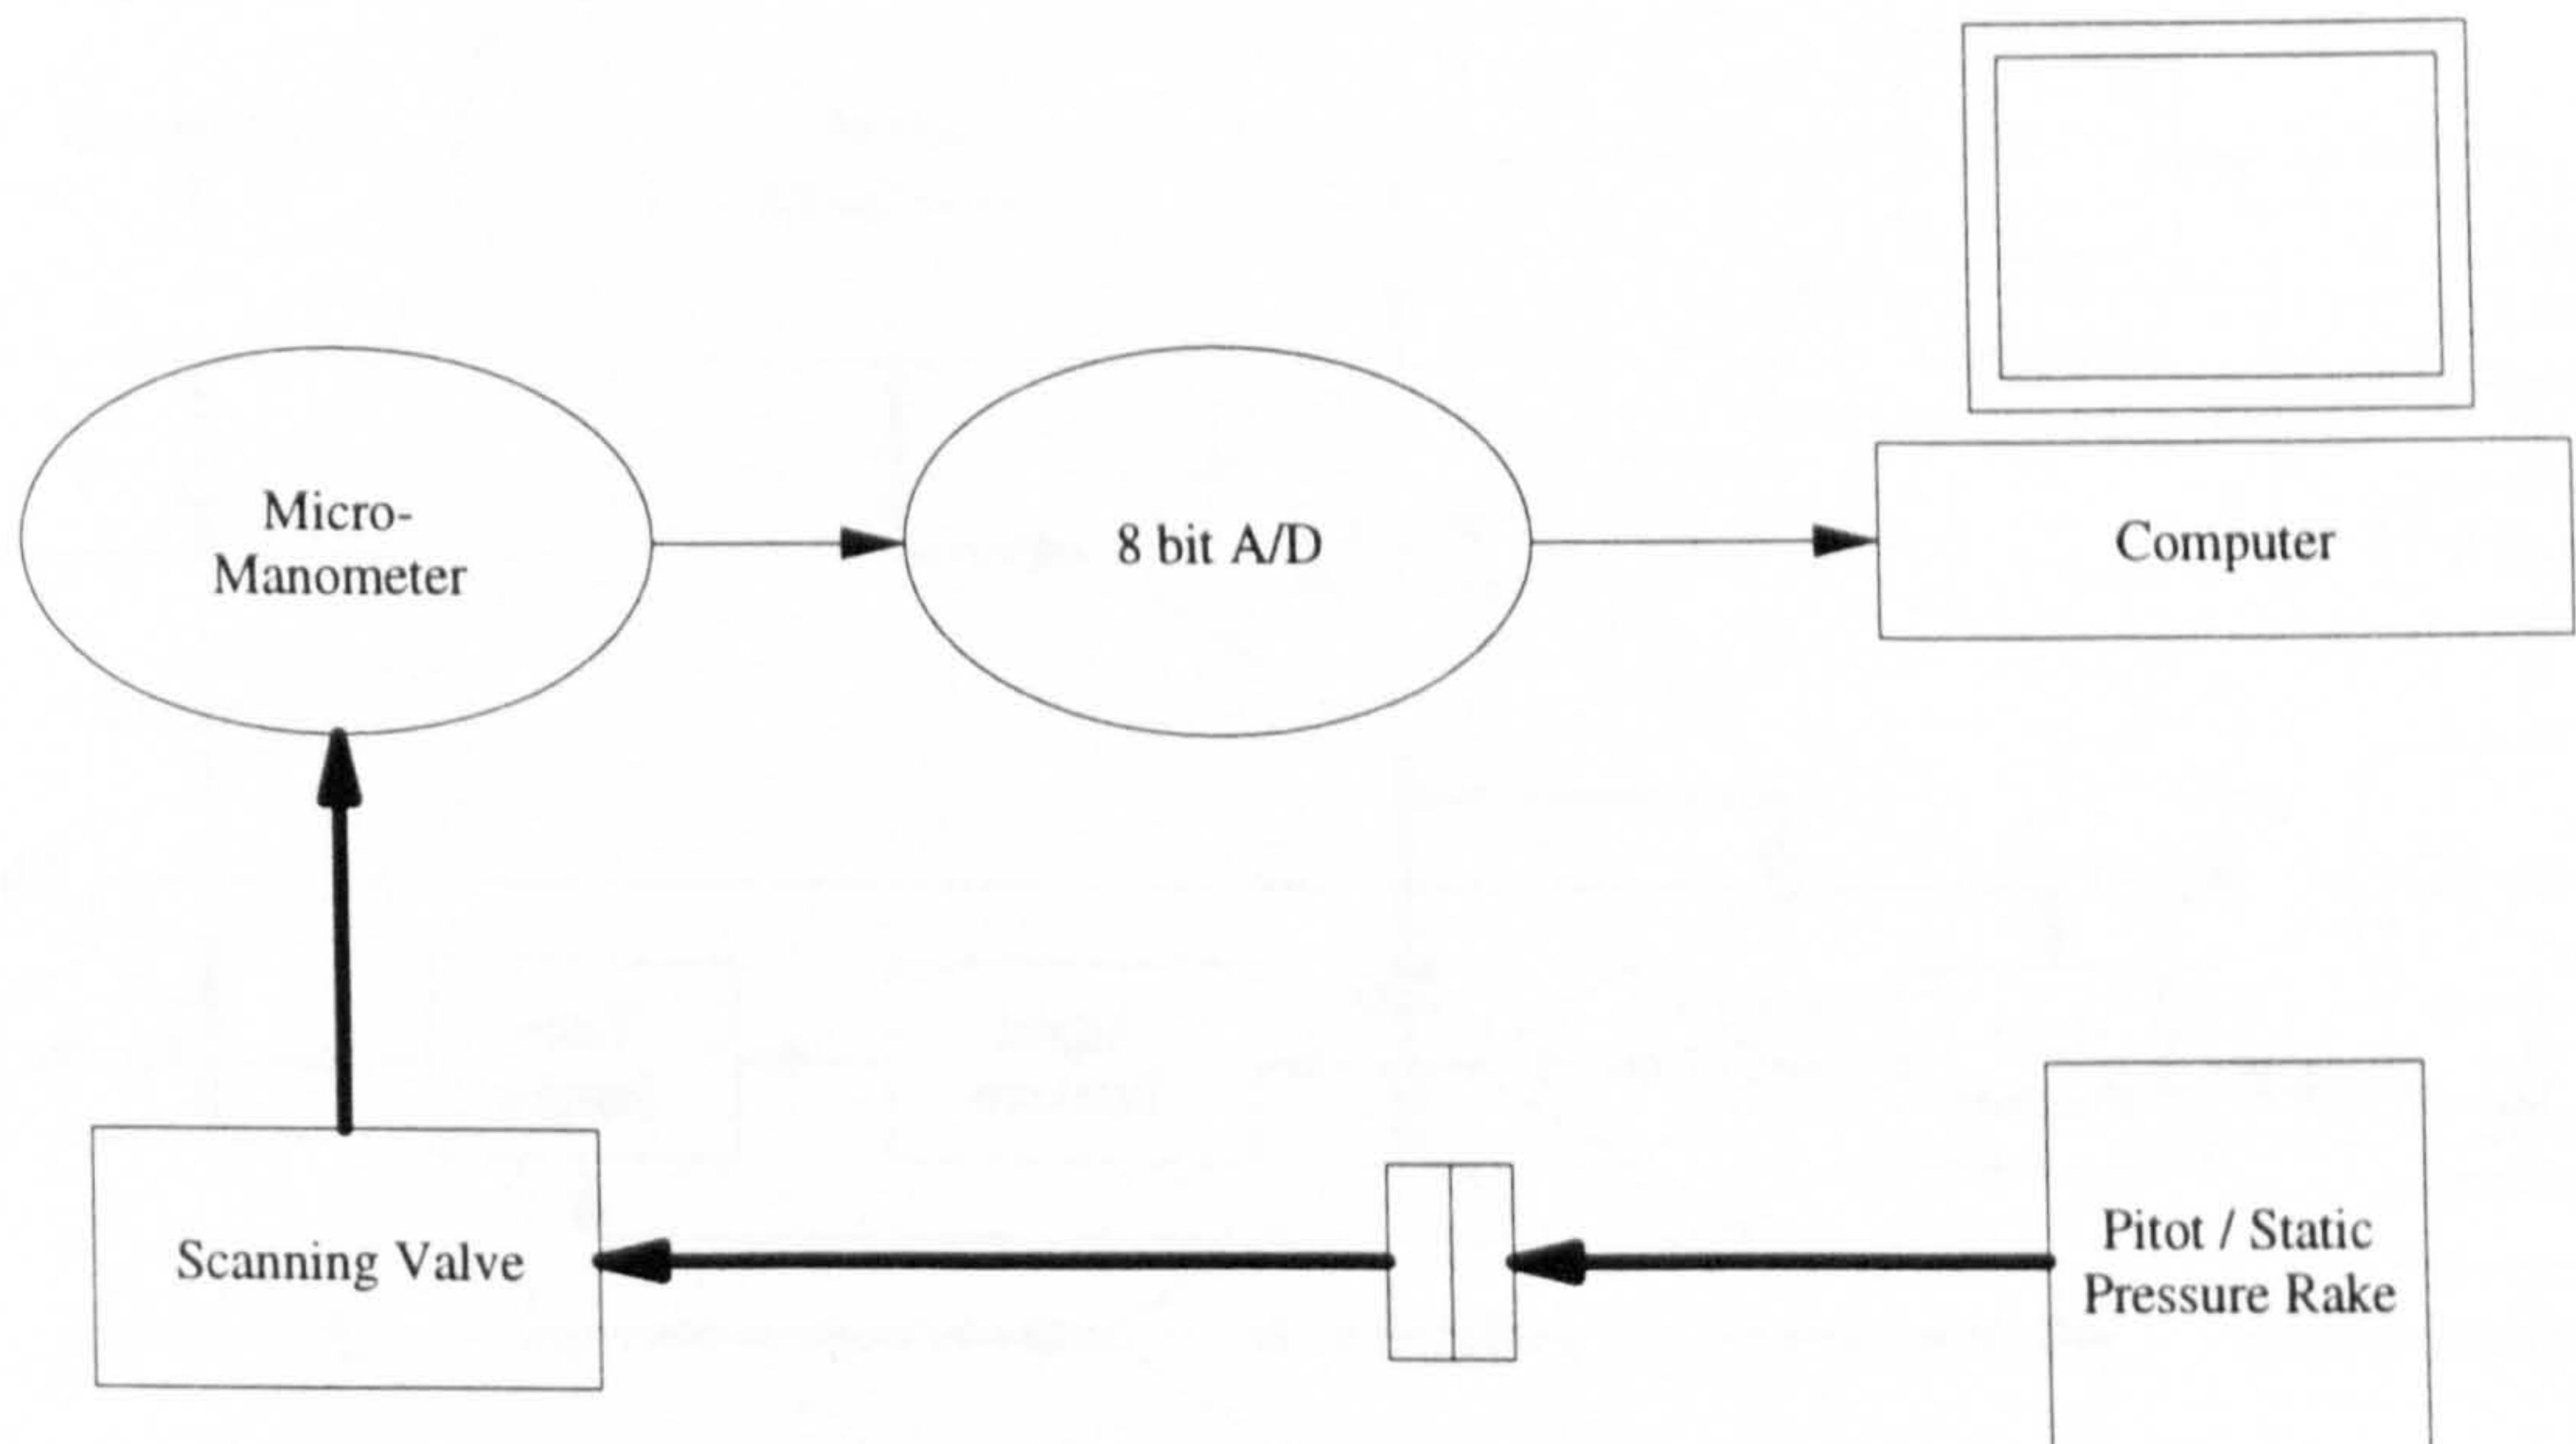 Micro-
Manometer
8 bit A/D
Computer
Scanning Valve
Pitot / Static
Pressure Rake